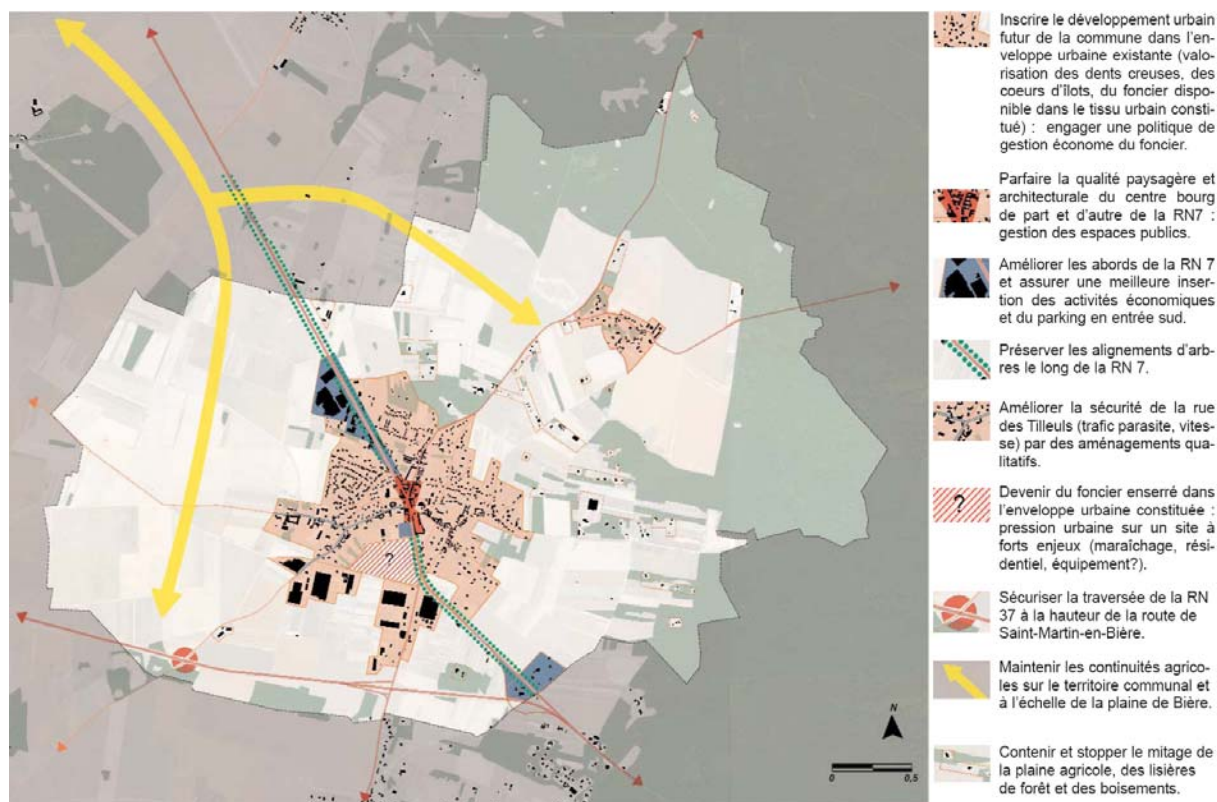 Inscrire le développement urbain
futur de la commune dans l'en-
veloppe urbaine existante (valo-
risation des dents creuses, des
coeurs d'îlots, du foncier dispo-
nible dans le tissu urbain consti-
tué) : engager une politique de
gestion économe du foncier.
Parfaire la qualité paysagère et
architecturale du centre bourg
de part et d'autre de la RN7 :
gestion des espaces publics.
Améliorer les abords de la RN 7
et assurer une meilleure inser-
tion des activités économiques
et du parking en entrée sud.
Préserver les alignements d'ar-
bres le long de la RN 7.
Améliorer la sécurité de la rue
des Tilleuls (trafic parasite, vites-
se) par des aménagements qua-
litatifs.
?
Devenir du foncier enserré dans
l'enveloppe urbaine constituée :
pression urbaine sur un site à
forts enjeux (maraîchage, rési-
dentiel, équipement?).
Sécuriser la traversée de la RN
37 à la hauteur de la route de
Saint-Martin-en-Bière.
Maintenir les continuités agrico-
les sur le territoire communal et
à l'échelle de la plaine de Bière.
Contenir et stopper le mitage de
la plaine agricole, des lisières
de forêt et des boisements.
?
N
0 0,5